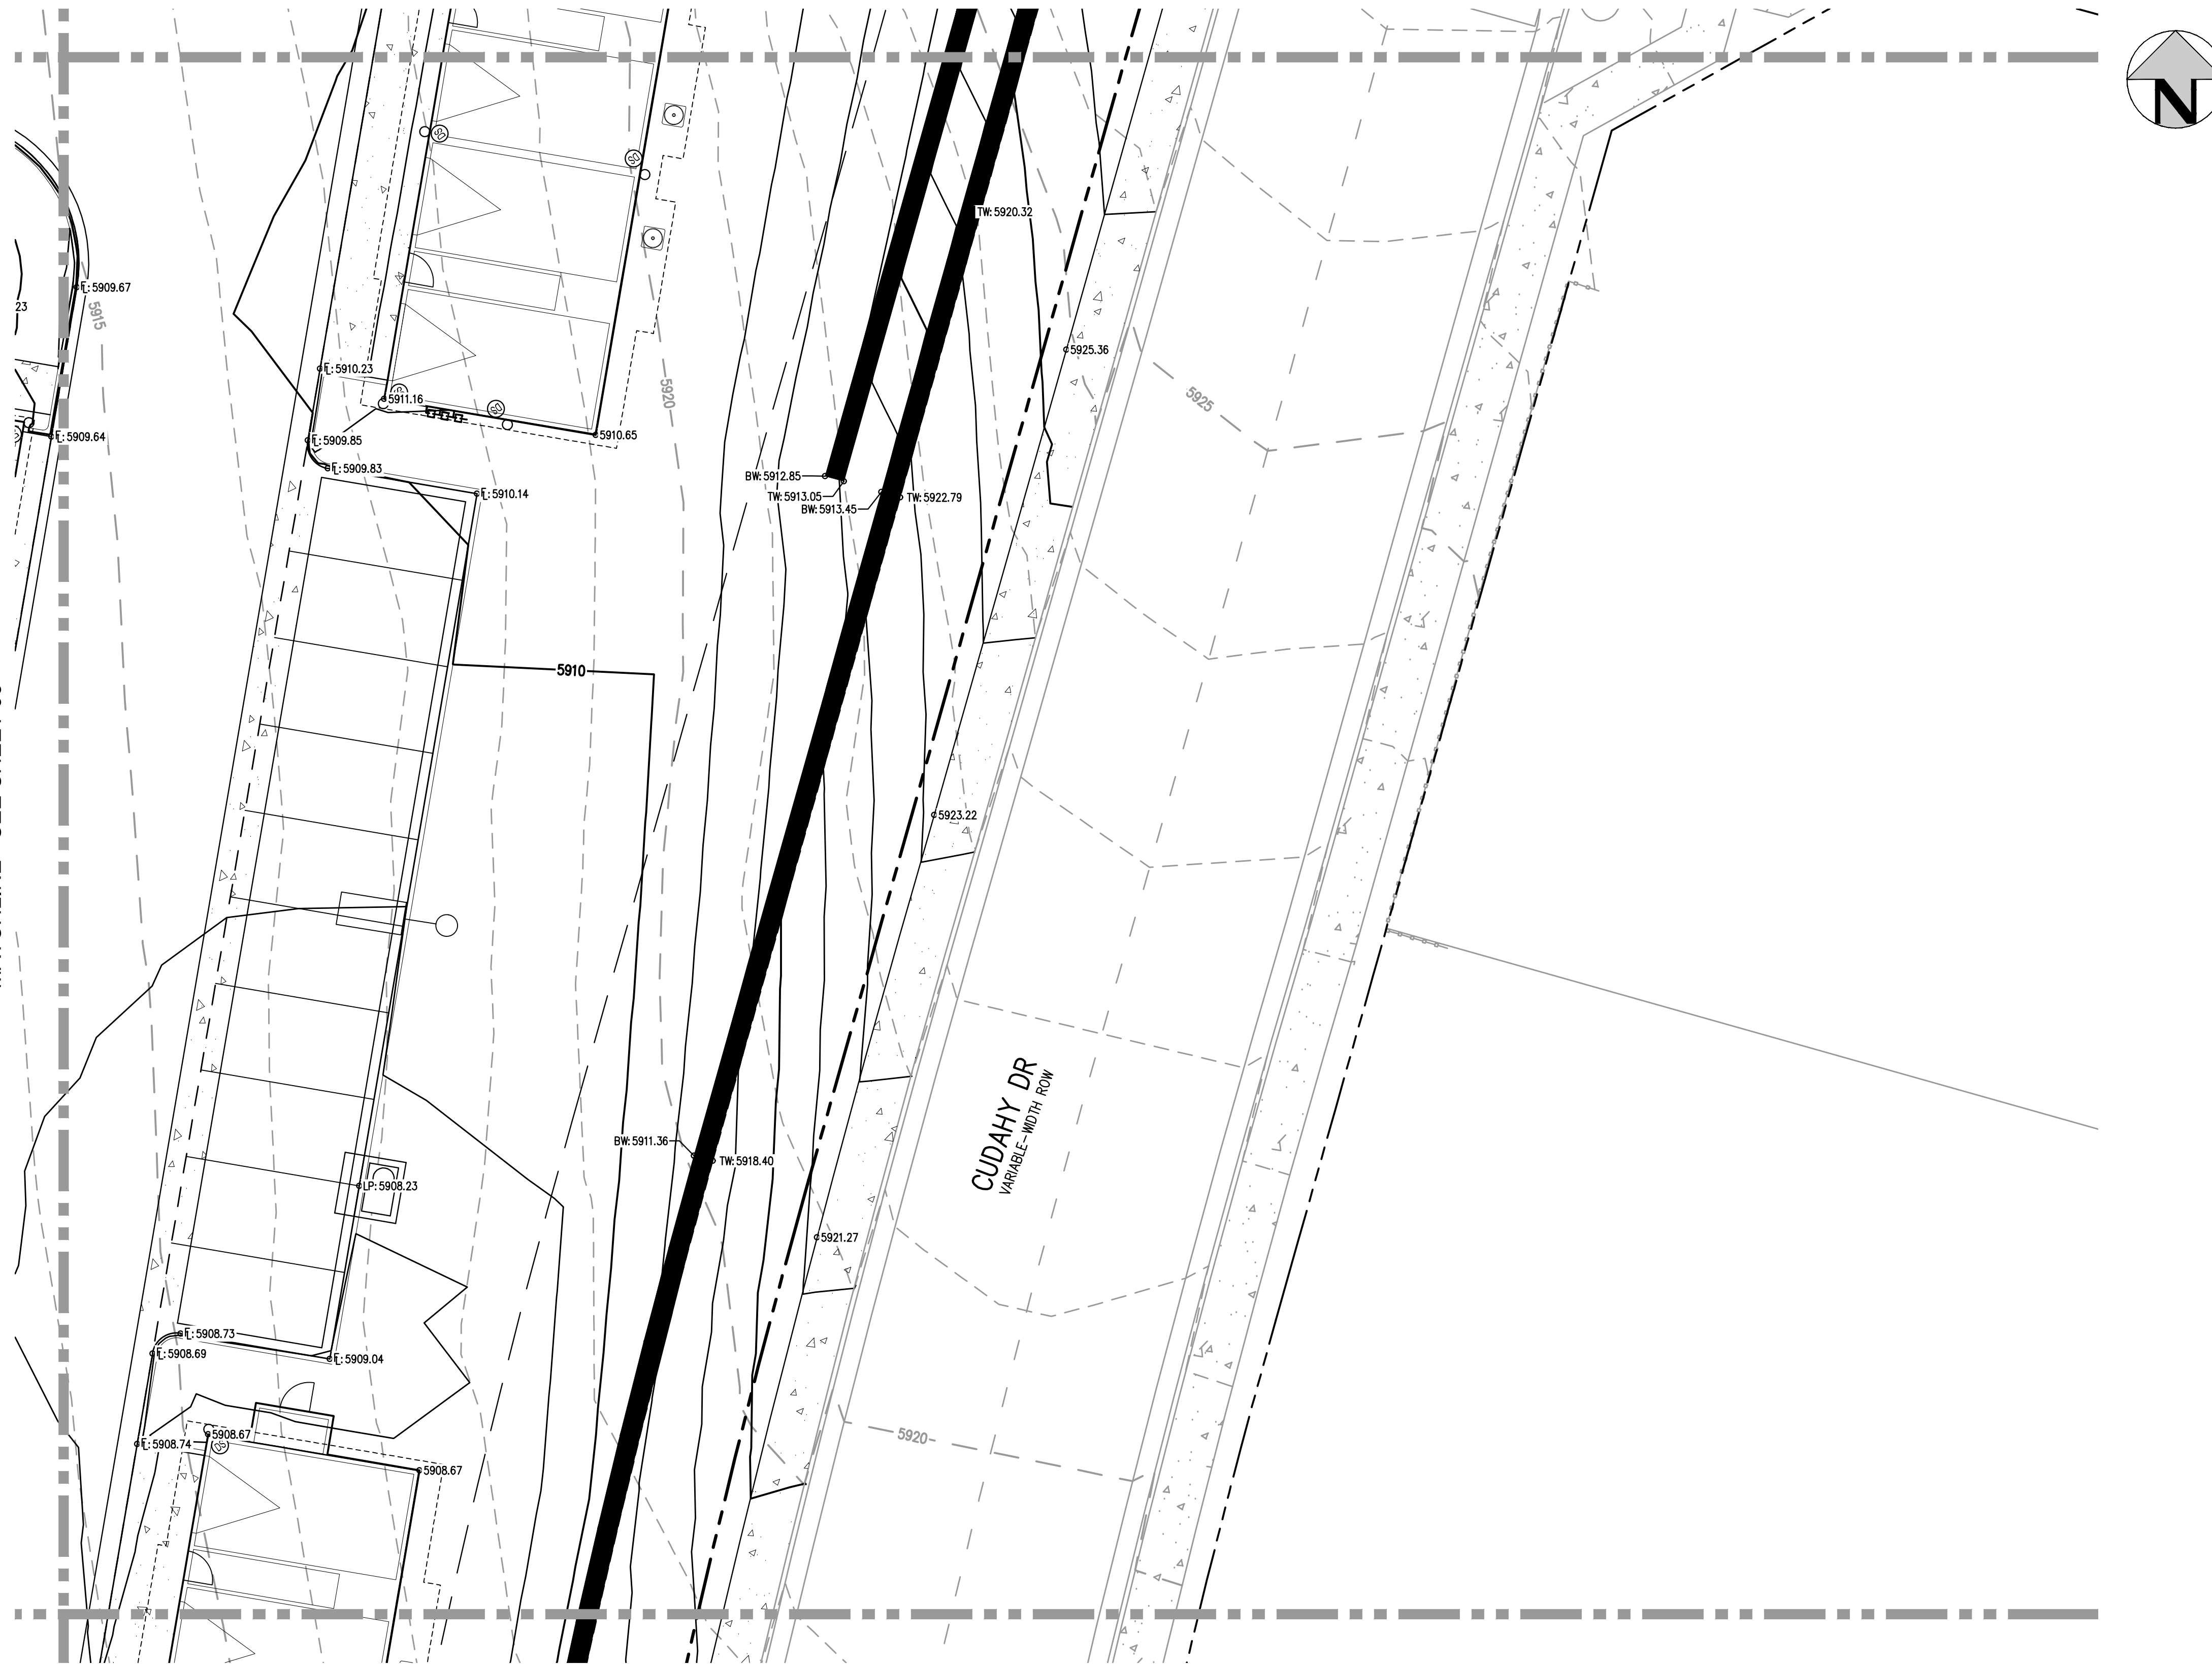 N
TW: 5920.32
FL: 5909.67
23
5915
5925.36
FL: 5910.23
5920
5911.16
5925
FL: 5909.64
5910.65
FL: 5909.85
FL: 5909.83
BW: 5912.85
FL: 5910.14
TW: 5913.05
TW: 5922.79
BW: 5913.45
5910
5923.22
CUDAHY DR
VARIABLE-WIDTH ROW
BW: 5911.36
TW: 5918.40
LP: 5908.23
5921.27
FL: 5908.73
FL: 5908.69
FL: 5909.04
5908.67
5920
FL: 5908.74
5908.67